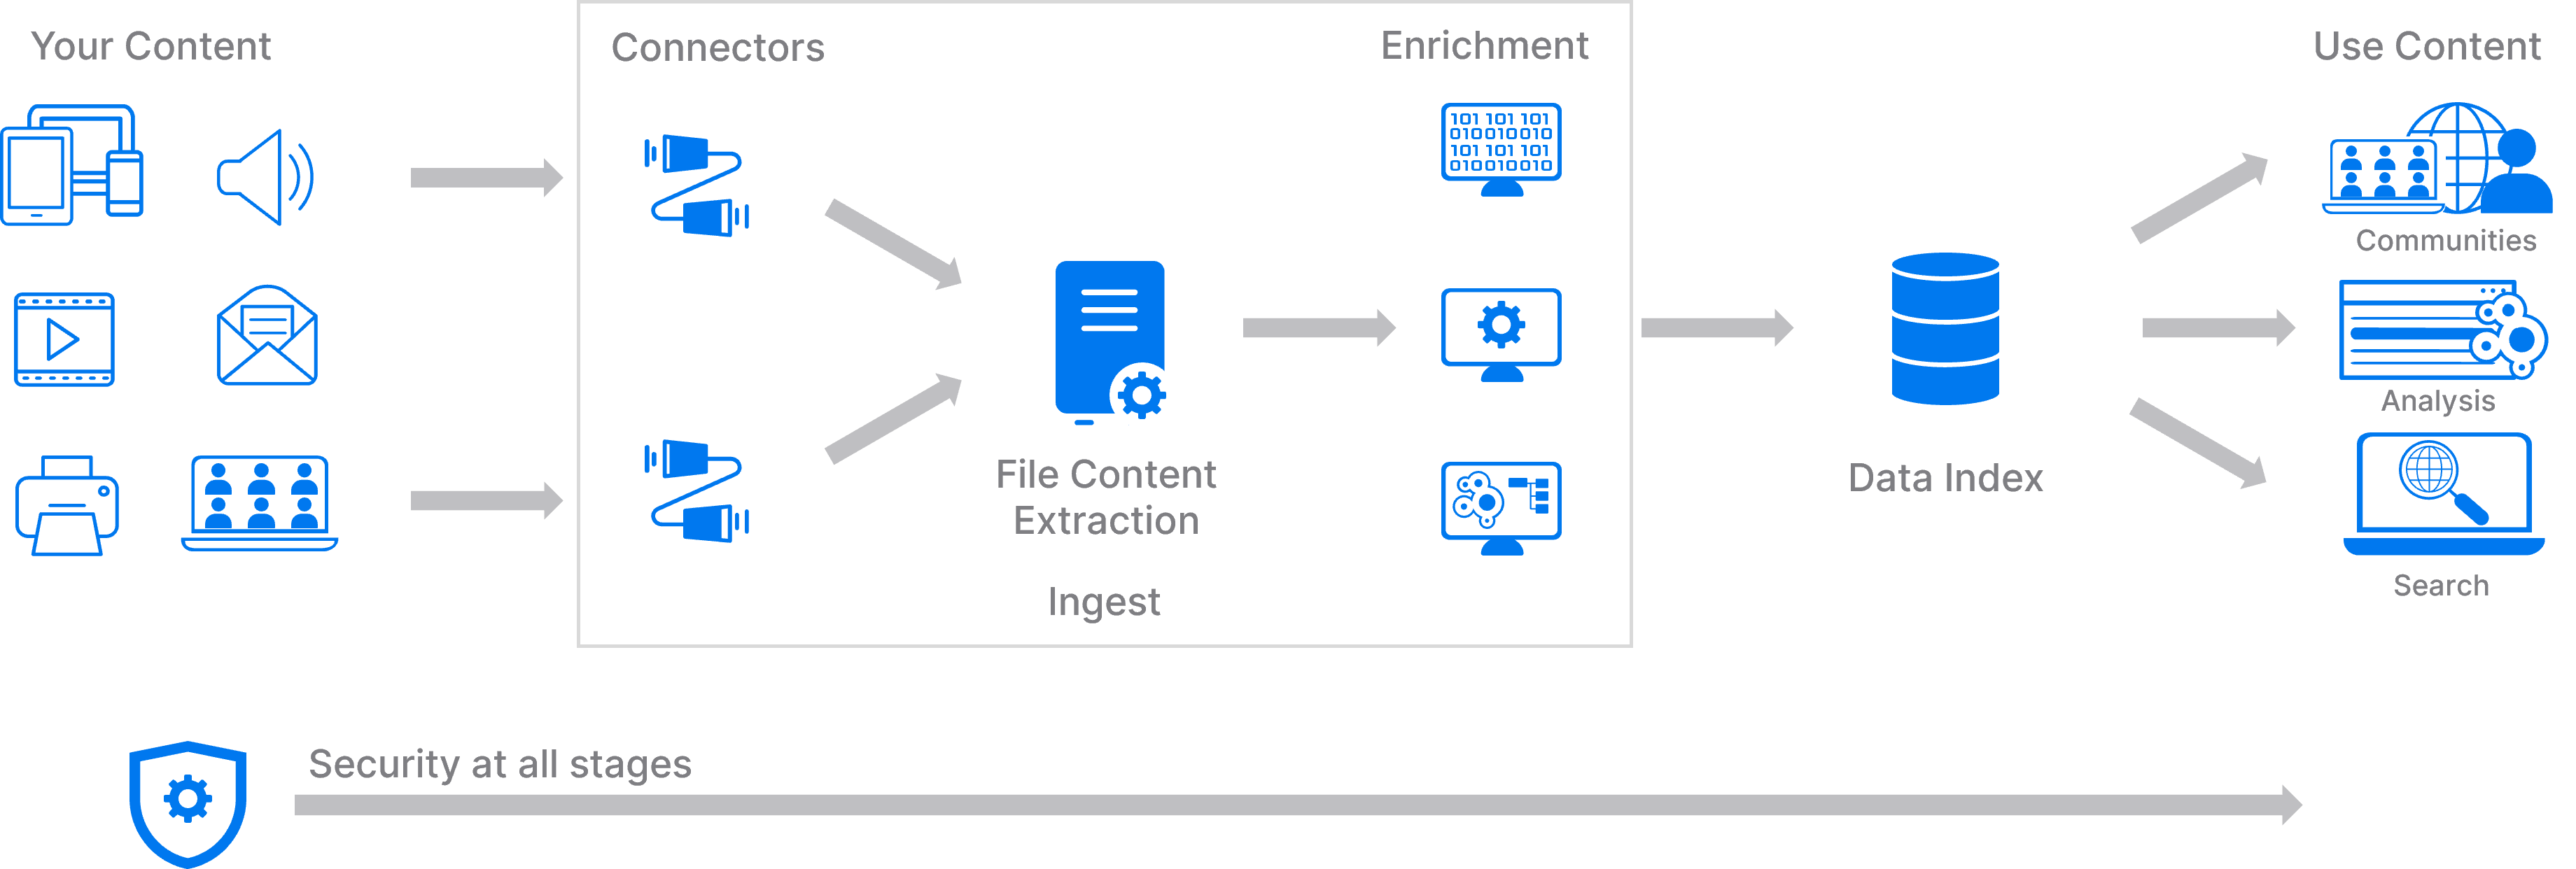 Your Content
Connectors
Enrichment
Use Content
101 101 101
010010010
101 101 101
010010010
Communities
Analysis
File Content
Extraction
Data Index
Search
Ingest
Security at all stages